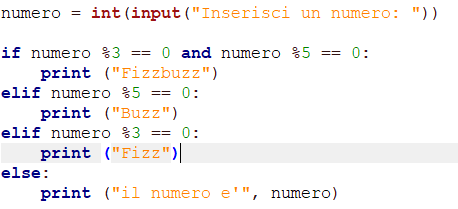 numero = int(input("Inserisci un numero: "))
if numero %3 == 0 and numero %5 == 0:
    print ("Fizzbuzz")
elif numero %5 == 0:
    print ("Buzz")
elif numero %3 == 0:
    print ("Fizz")
else:
    print ("il numero e'", numero)